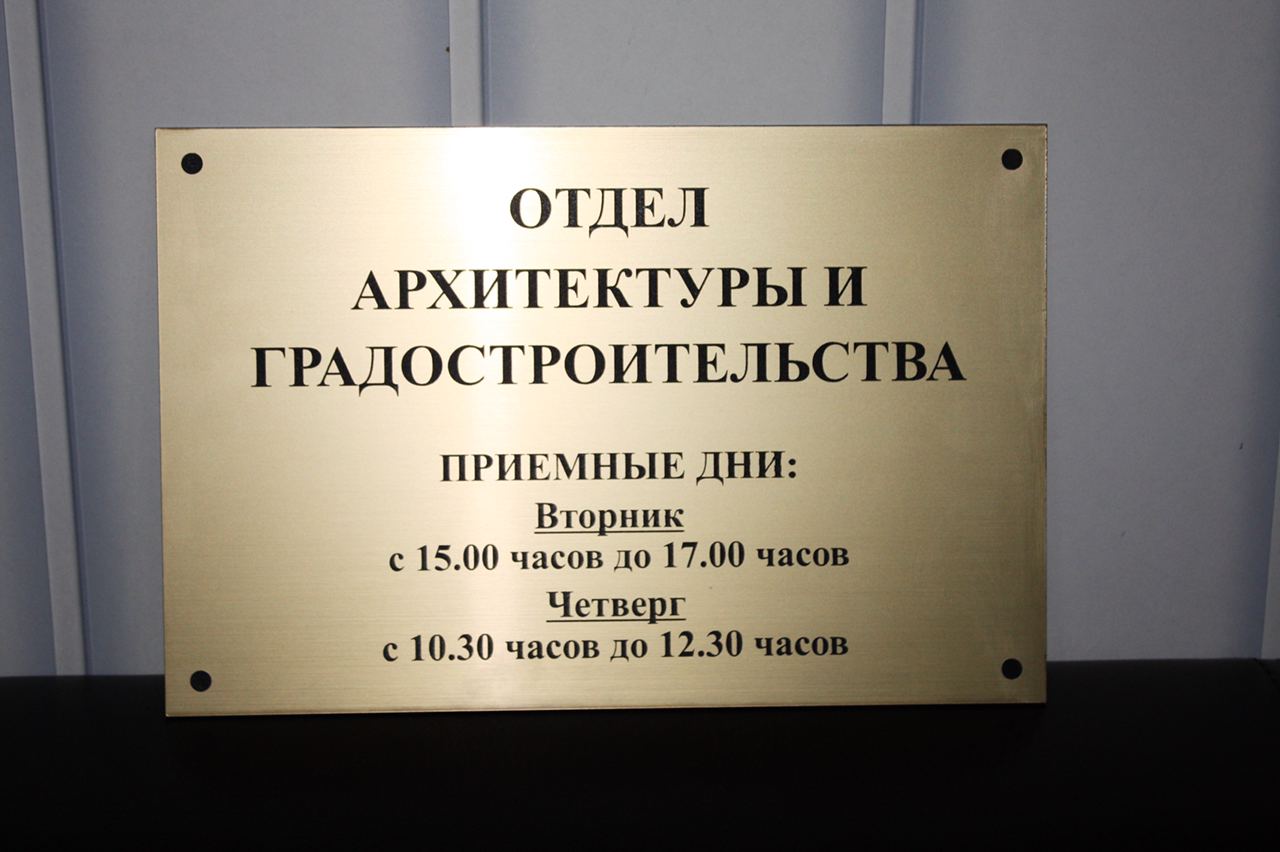 ОТДЕЛ
АРХИТЕКТУРЫ И
ГРАДОСТРОИТЕЛЬСТВА
ПРИЕМНЫЕ ДНИ:
Вторник
с 15.00 часов до 17.00 часов
Четверг
с 10.30 часов до 12.30 часов